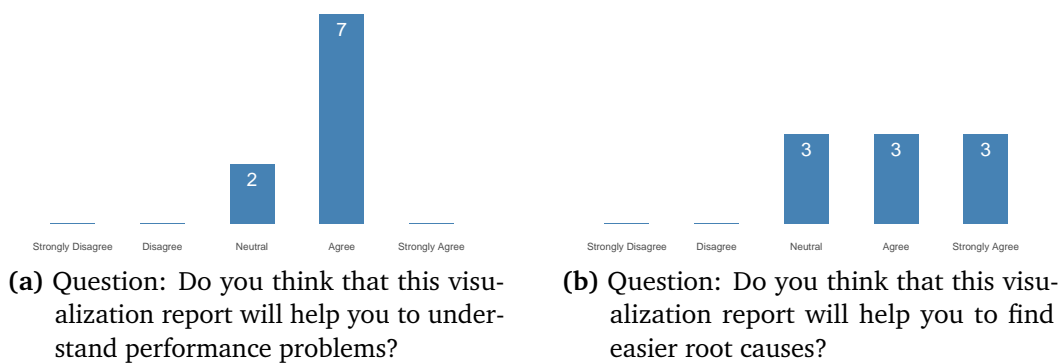 7
2
Strongly Disagree Disagree Neutral Agree Strongly Agree
(a) Question: Do you think that this visu-
alization report will help you to under-
stand performance problems?
3 3 3
Strongly Disagree Disagree Neutral Agree Strongly Agree
(b) Question: Do you think that this visu-
alization report will help you to find
easier root causes?